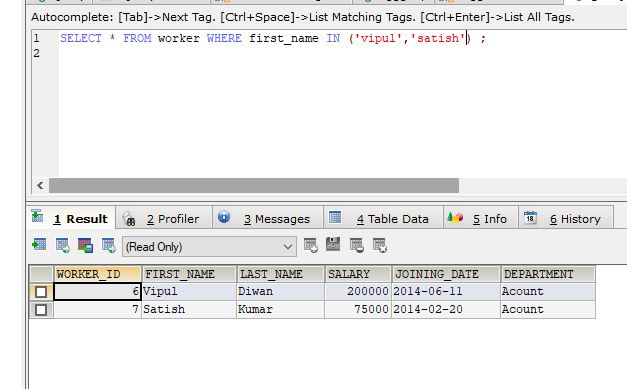 Autocomplete: [Tab]->Next Tag. [Ctrl+Space]->List Matching Tags. [Ctrl+Enter]->List All Tags.
1 SELECT * FROM worker WHERE first_name IN ('vipul','satish') ;
2
1 Result 2 Profiler 3 Messages 4 Table Data 5 Info 18 6 History
(Read Only)
WORKER_ID FIRST_NAME LAST_NAME SALARY JOINING_DATE DEPARTMENT
6 Vipul Diwan 200000 2014-06-11 Acount
7 Satish Kumar 75000 2014-02-20 Acount